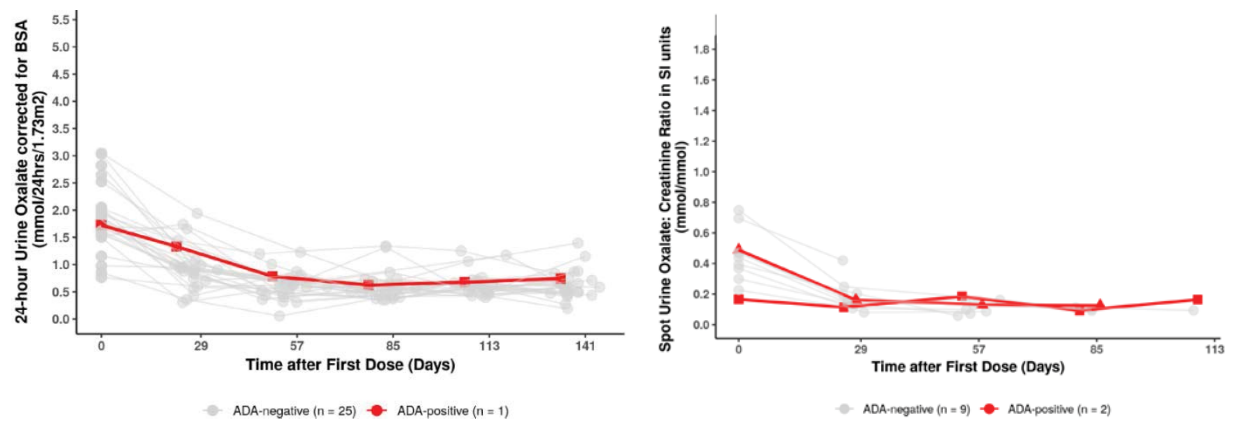 24-hour Urine Oxalate corrected for BSA
(mmol/24hrs/1.73m2)
5.5
5.0
4.5
4.0
3.5
3.0
2.5
2.0
1.5
1.0
0.5
0.0
0 29 57 85 113 141
Time after First Dose (Days)
ADA-negative (n = 25) ADA-positive (n = 1)
Spot Urine Oxalate: Creatinine Ratio in SI units
(mmol/mmol)
1.8
1.6
1.4
1.2
1.0
0.8
0.6
0.4
0.2
0.0
0 29 57 85 113
Time after First Dose (Days)
ADA-negative (n = 9) ADA-positive (n = 2)